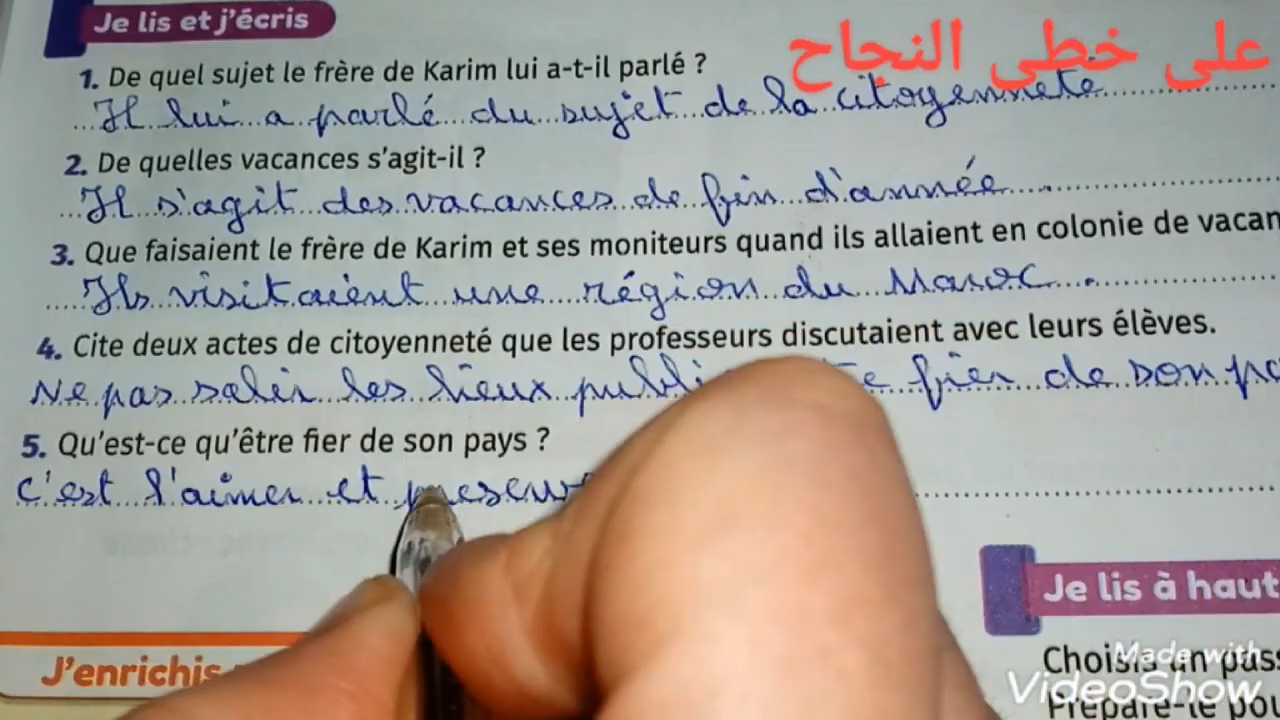 Je lis et j'écris
على خطى النجاح
1. De quel sujet le frère de Karim lui a-t-il parlé ?
Il lui a parlé du sujet de la citoyenneté
2. De quelles vacances s'agit-il ?
Il s'agit des vacances de fin d'année
3. Que faisaient le frère de Karim et ses moniteurs quand ils allaient en colonie de vacan
Ils visitaient une région du Maroc
4. Cite deux actes de citoyenneté que les professeurs discutaient avec leurs élèves.
Ne pas salir les lieux publi fier de son pa
5. Qu'est-ce qu'être fier de son pays ?
c'est l'aimer et
Je lis à haut
J'enrichis
Choisis un pass
Made with
VideoShow
Prépare-le pou